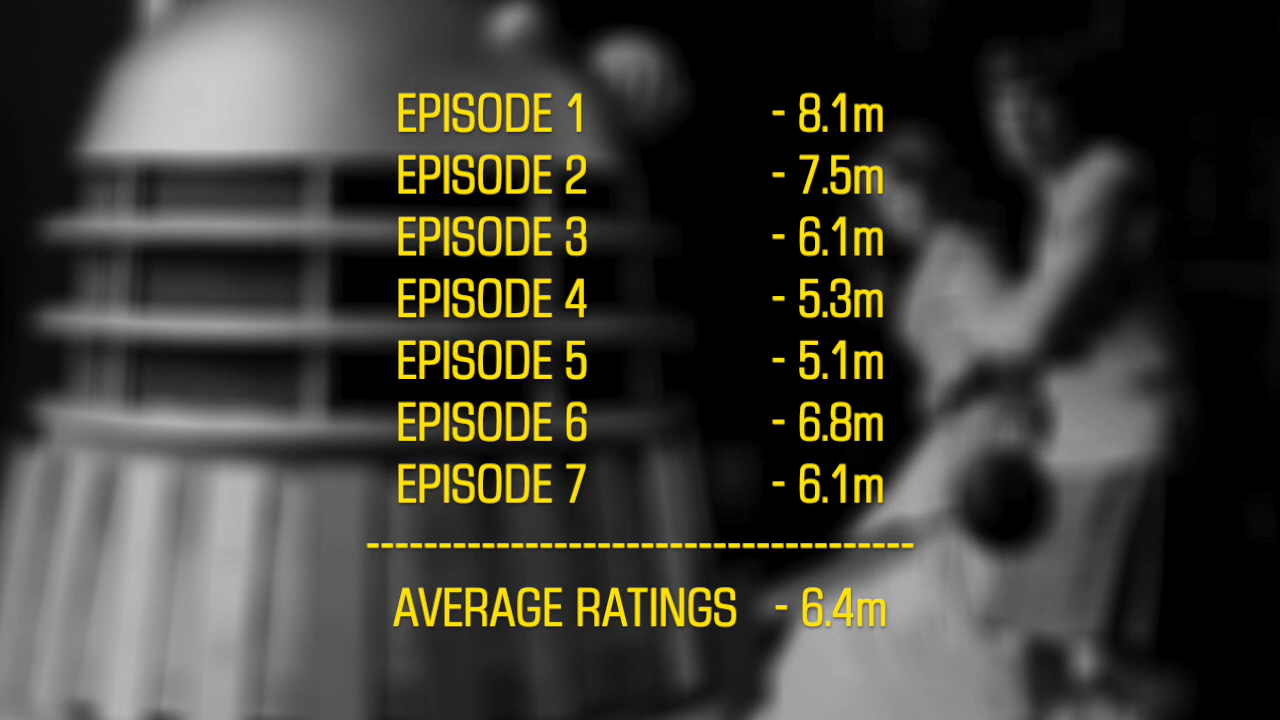 EPISODE 1 - 8.1m
EPISODE 2 - 7.5m
EPISODE 3 - 6.1m
EPISODE 4 - 5.3m
EPISODE 5 - 5.1m
EPISODE 6 - 6.8m
EPISODE 7 - 6.1m
--------------------------------------
AVERAGE RATINGS - 6.4m